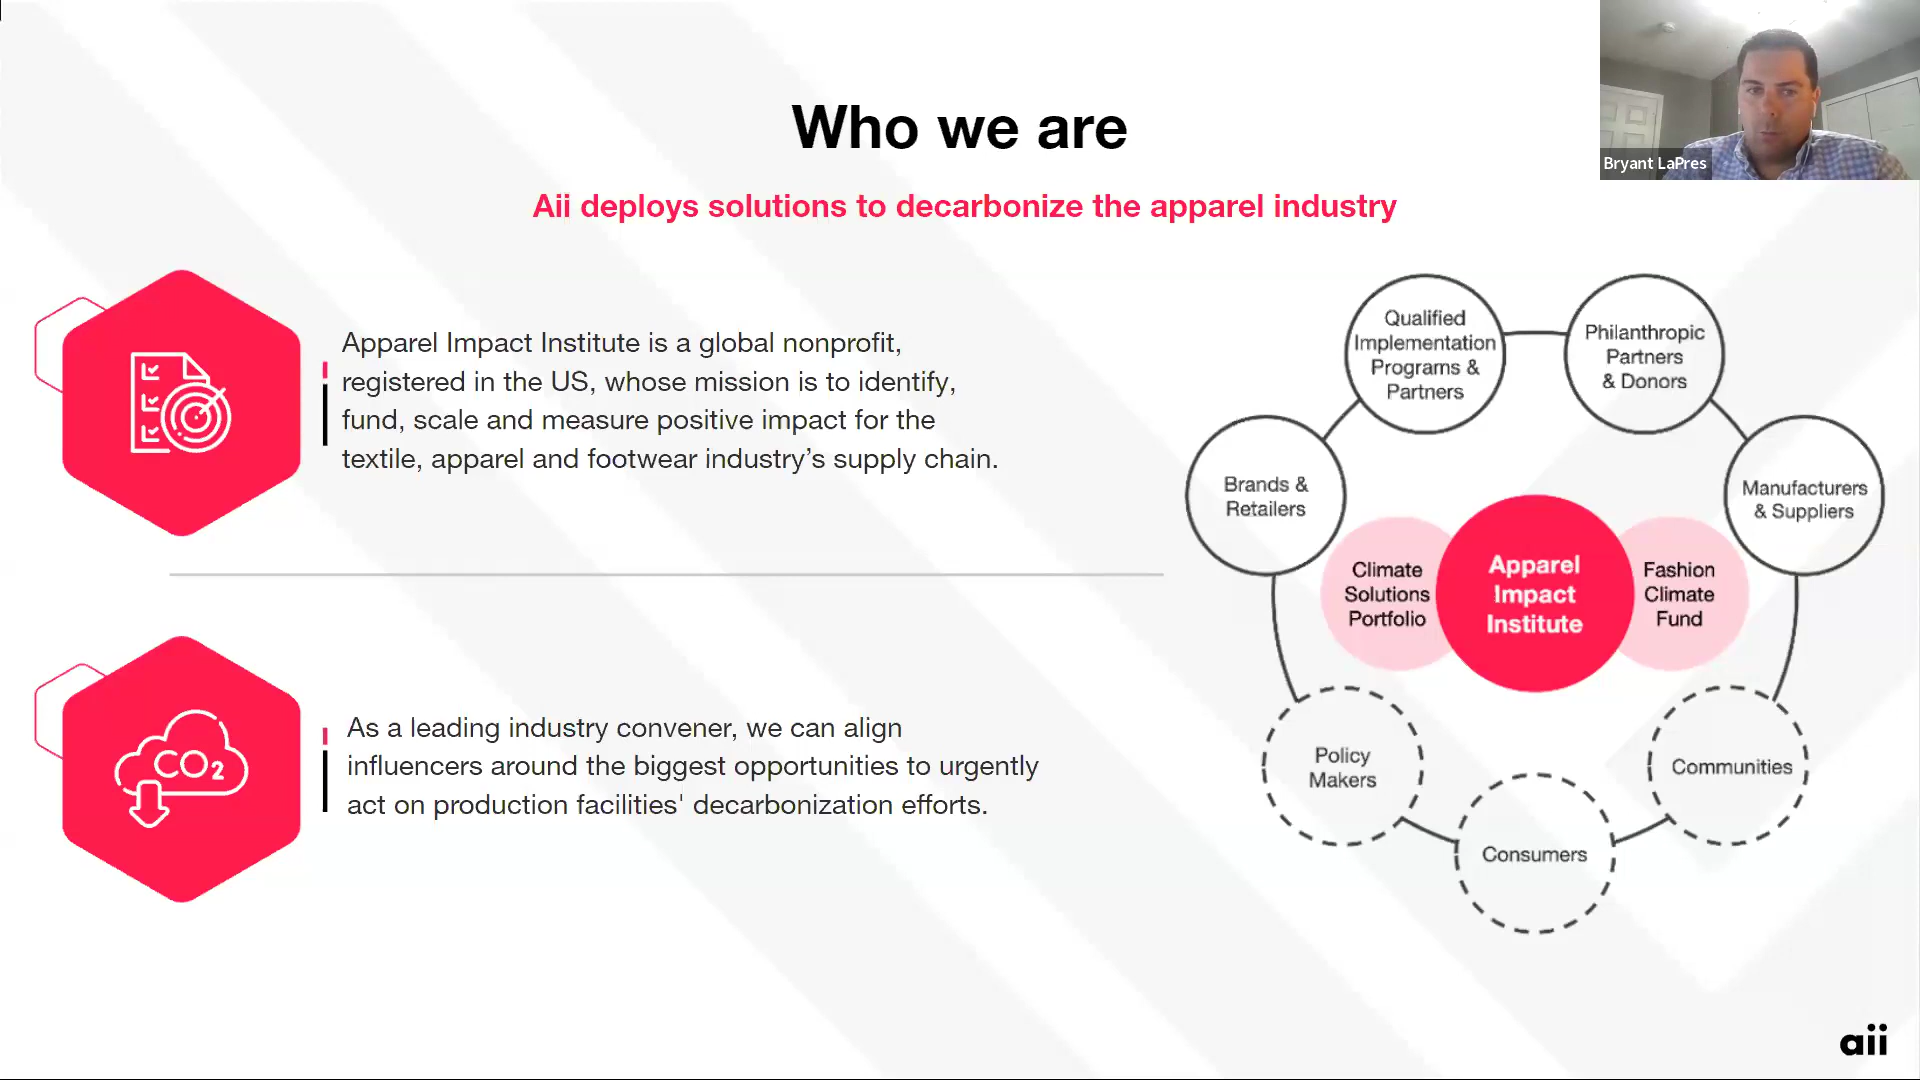 Who we are
Aii deploys solutions to decarbonize the apparel industry
Bryant LaPres
Apparel Impact Institute is a global nonprofit,
registered in the US, whose mission is to identify,
fund, scale and measure positive impact for the
textile, apparel and footwear industry’s supply chain.
CO2
As a leading industry convener, we can align
influencers around the biggest opportunities to urgently
act on production facilities' decarbonization efforts.
Qualified
Implementation
Programs &
Partners
Philanthropic
Partners
& Donors
Brands &
Retailers
Manufacturers
& Suppliers
Climate
Solutions
Portfolio
Apparel
Impact
Institute
Fashion
Climate
Fund
Policy
Makers
Communities
Consumers
aii